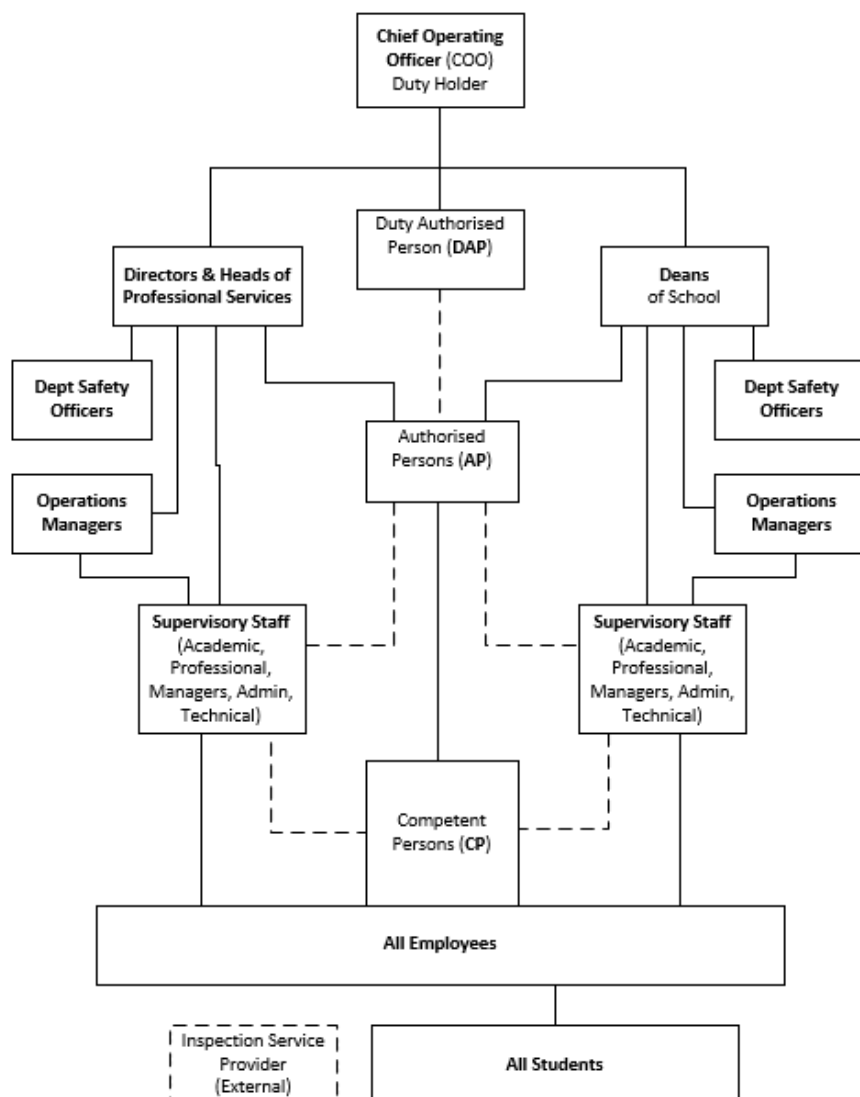 Chief Operating
Officer (COO)
Duty Holder
Duty Authorised
Person (DAP)
Directors & Heads of
Professional Services
Deans
of School
Dept Safety
Officers
Dept Safety
Officers
Authorised
Persons (AP)
Operations
Managers
Operations
Managers
Supervisory Staff
(Academic,
Professional,
Managers, Admin,
Technical)
Supervisory Staff
(Academic,
Professional,
Managers, Admin,
Technical)
Competent
Persons (CP)
All Employees
Inspection Service
Provider
(External)
All Students